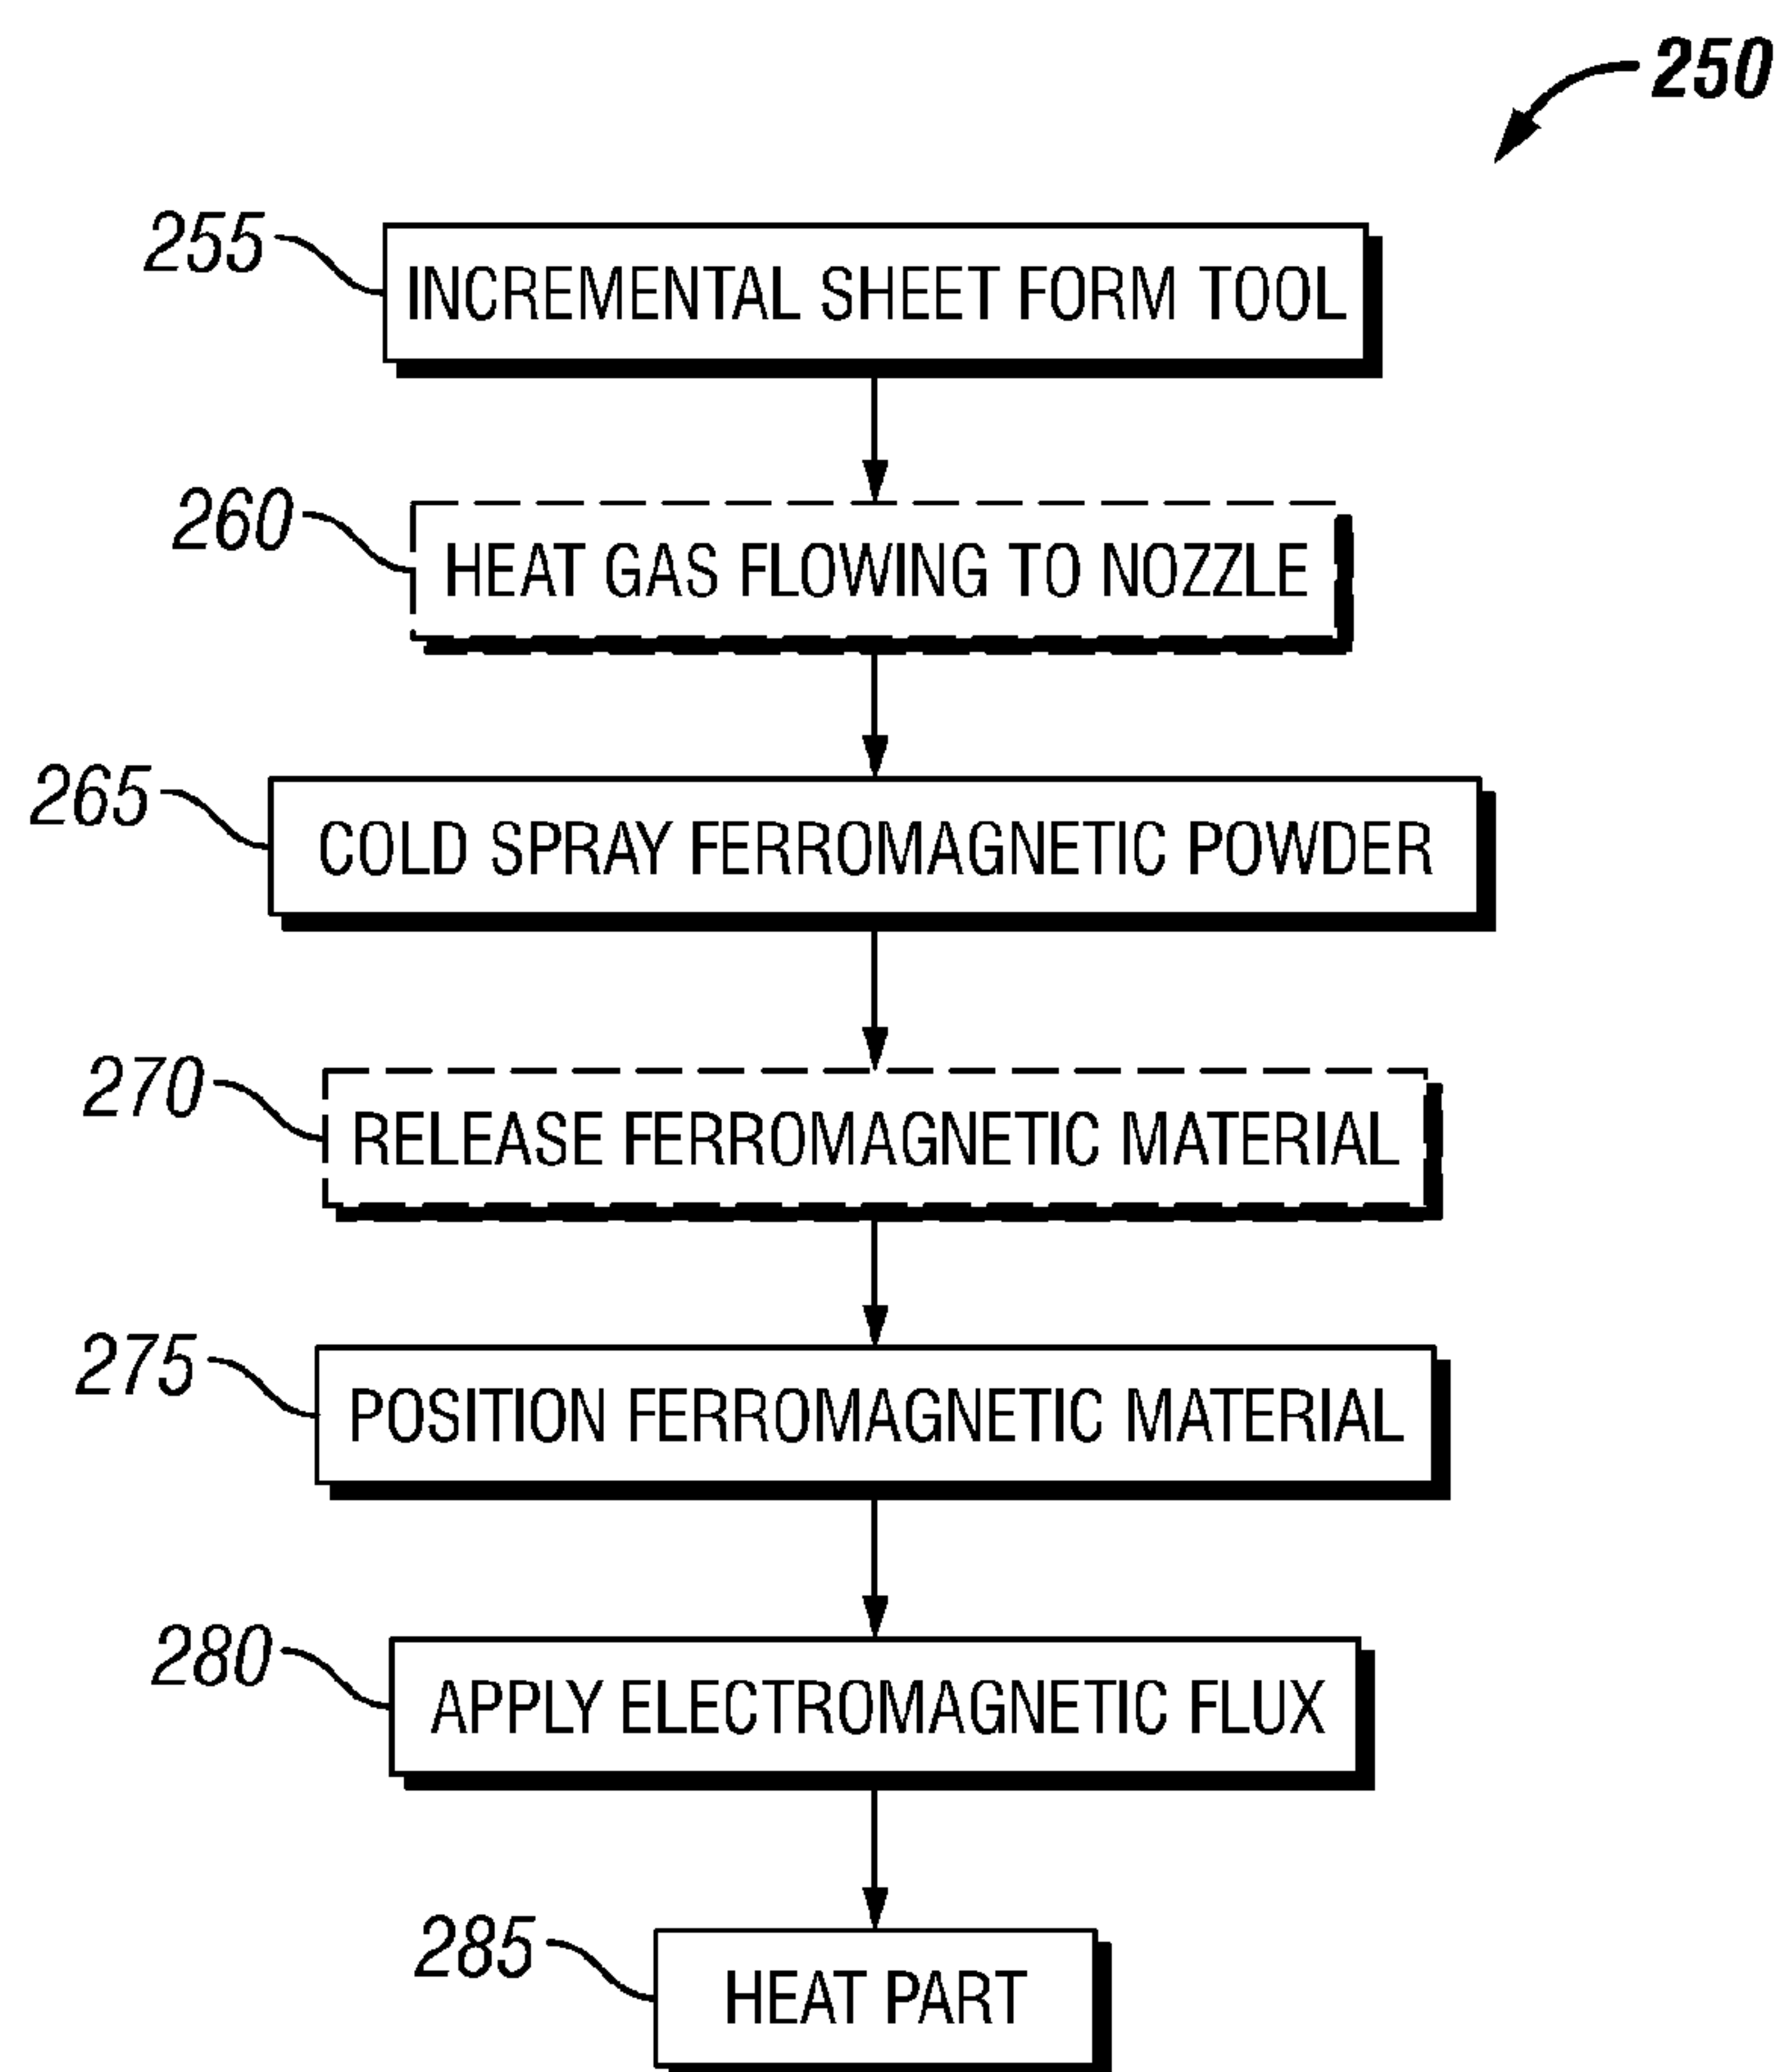 250
255
INCREMENTAL SHEET FORM TOOL
260
HEAT GAS FLOWING TO NOZZLE
265
COLD SPRAY FERROMAGNETIC POWDER
270
RELEASE FERROMAGNETIC MATERIAL
275
POSITION FERROMAGNETIC MATERIAL
280
APPLY ELECTROMAGNETIC FLUX
285
HEAT PART